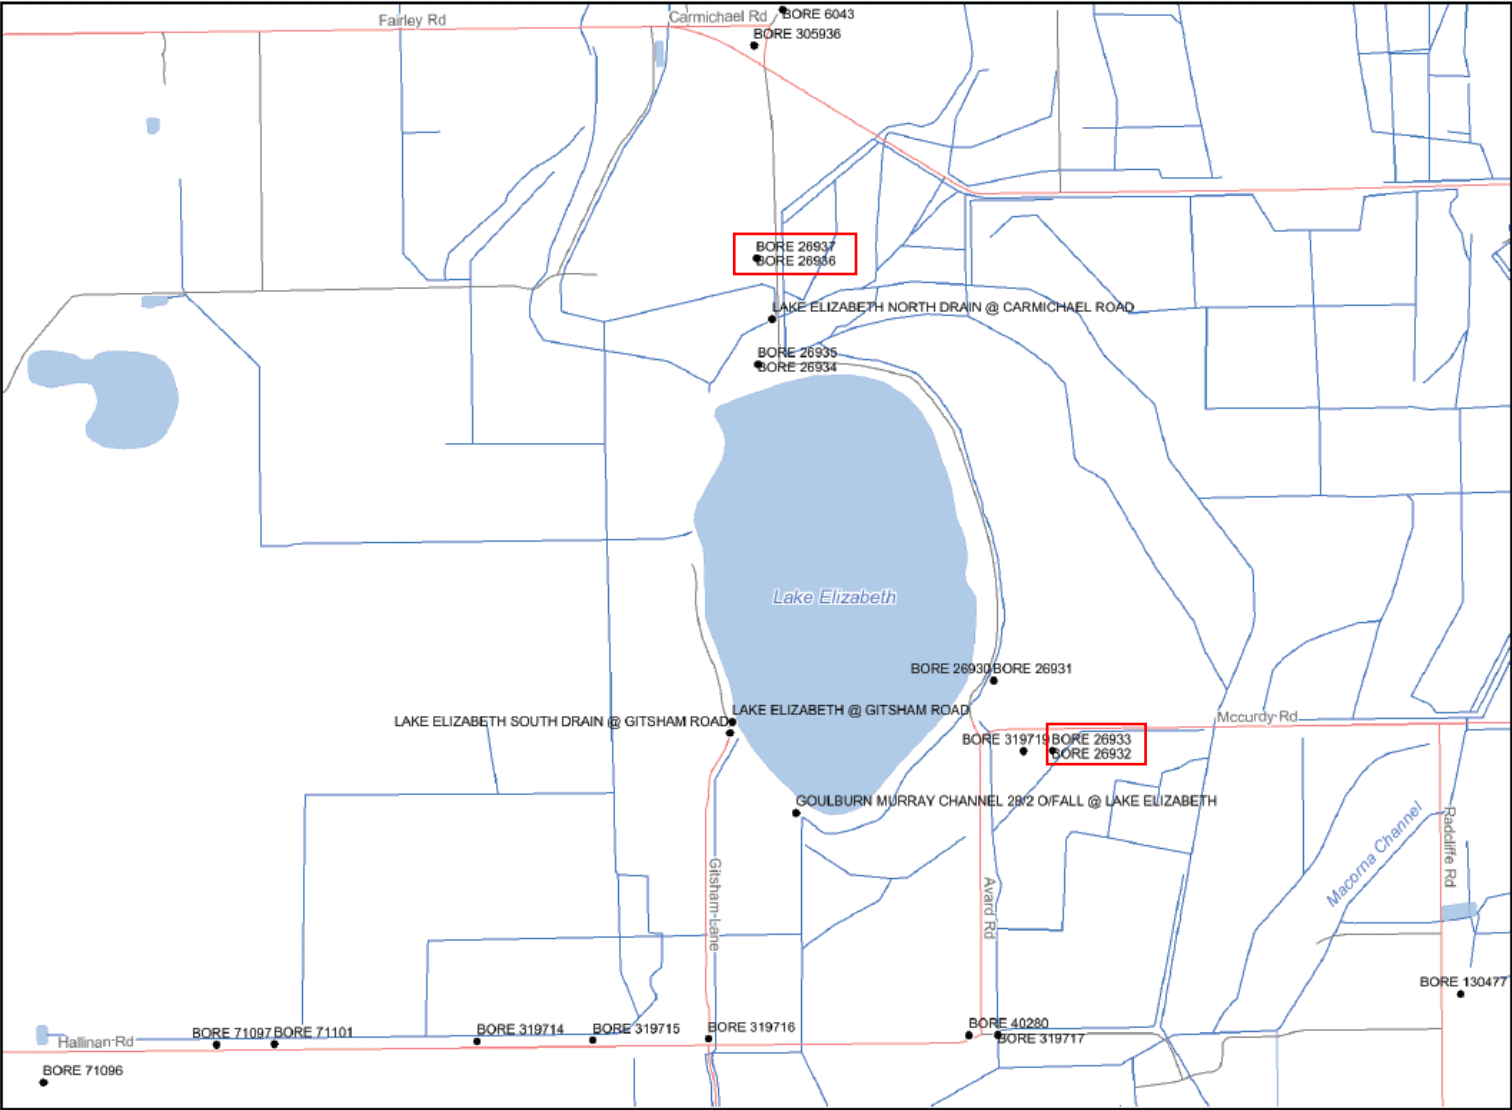 Fairley Rd
Carmichael Rd
BORE 6043
BORE 305936
BORE 26937
BORE 26936
LAKE ELIZABETH NORTH DRAIN @ CARMICHAEL ROAD
BORE 26935
BORE 26934
Lake Elizabeth
BORE 26930
BORE 26931
LAKE ELIZABETH @ GITSHAM ROAD
LAKE ELIZABETH SOUTH DRAIN @ GITSHAM ROAD
Mccurdy Rd
BORE 319719
BORE 26933
BORE 26932
GOULBURN MURRAY CHANNEL 28/2 O/FALL @ LAKE ELIZABETH
Gitsham Lane
Avard Rd
Macorna Channel
Radcliffe Rd
BORE 130477
Hallinan Rd
BORE 71097
BORE 71101
BORE 319714
BORE 319715
BORE 319716
BORE 40280
BORE 319717
BORE 71096